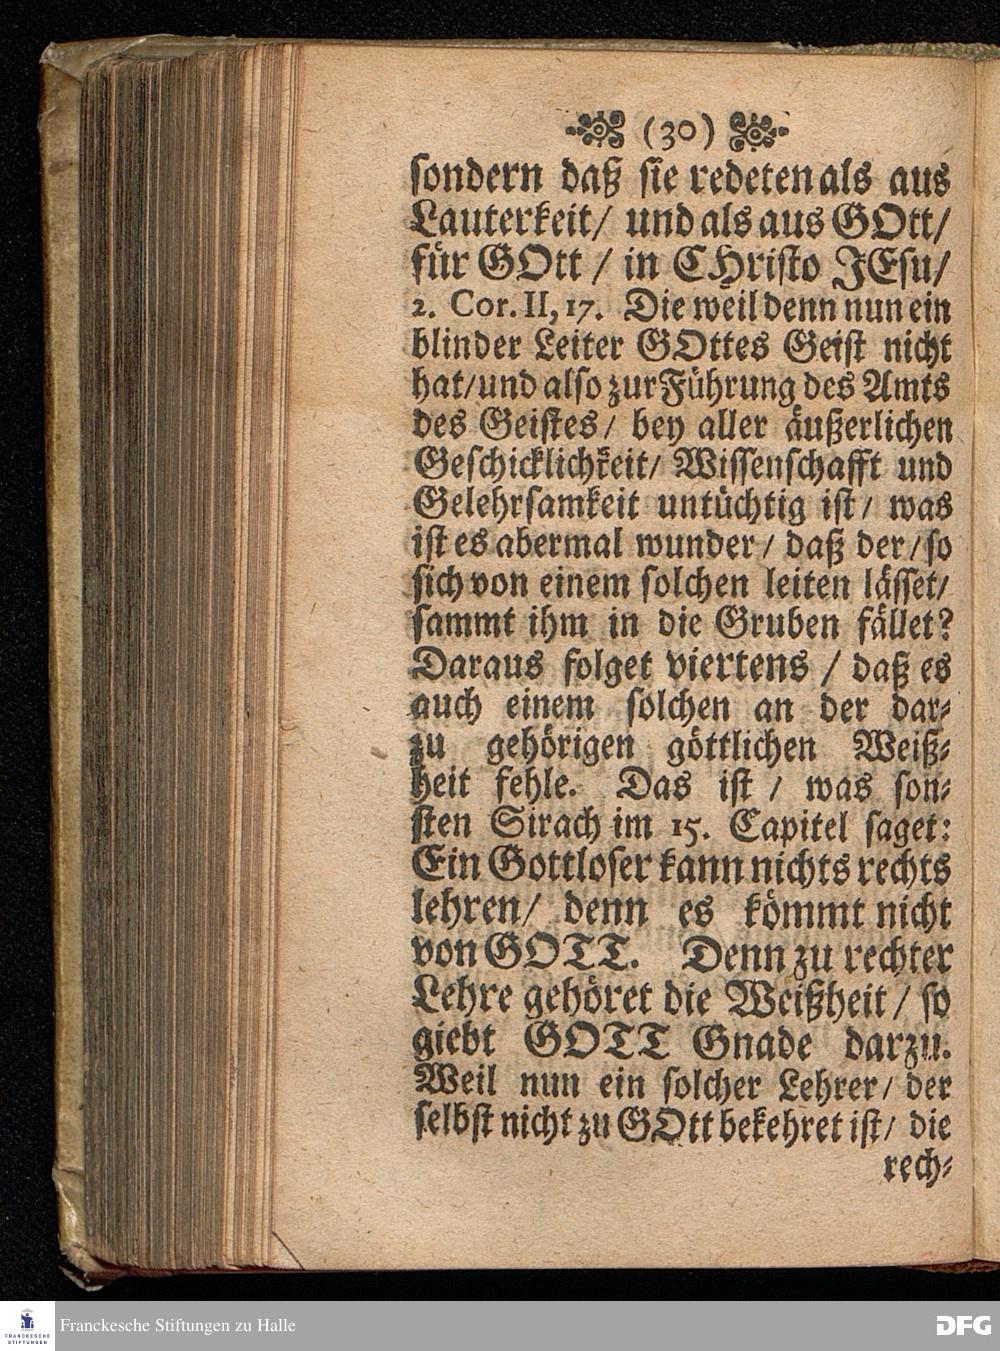 (30)
sondern daß sie redeten als aus
Lauterkeit/ und als aus GOtt/
für GOtt / in CHristo JEsu/
2. Cor. II, 17. Die weil denn nun ein
blinder Leiter GOttes Geist nicht
hat/und also zur Führung des Amts
des Geistes/ bey aller äußerlichen
Geschicklichkeit/ Wissenschafft und
Gelehrsamkeit untüchtig ist/ was
ist es abermal wunder/ daß der/ so
sich von einem solchen leiten lässet/
sammt ihm in die Gruben fället?
Daraus folget viertens / daß es
auch einem solchen an der dar-
zu gehörigen göttlichen Weiß-
heit fehle. Das ist / was son-
sten Sirach im 15. Capitel saget:
Ein Gottloser kann nichts rechts
lehren/ denn es kömmt nicht
von GOTT. Denn zu rechter
Lehre gehöret die Weißheit / so
giebt GOTT Gnade darzu.
Weil nun ein solcher Lehrer/ der
selbst nicht zu GOtt bekehret ist/ die
rech-
FRANCKESCHE
STIFTUNGEN
Franckesche Stiftungen zu Halle
DFG